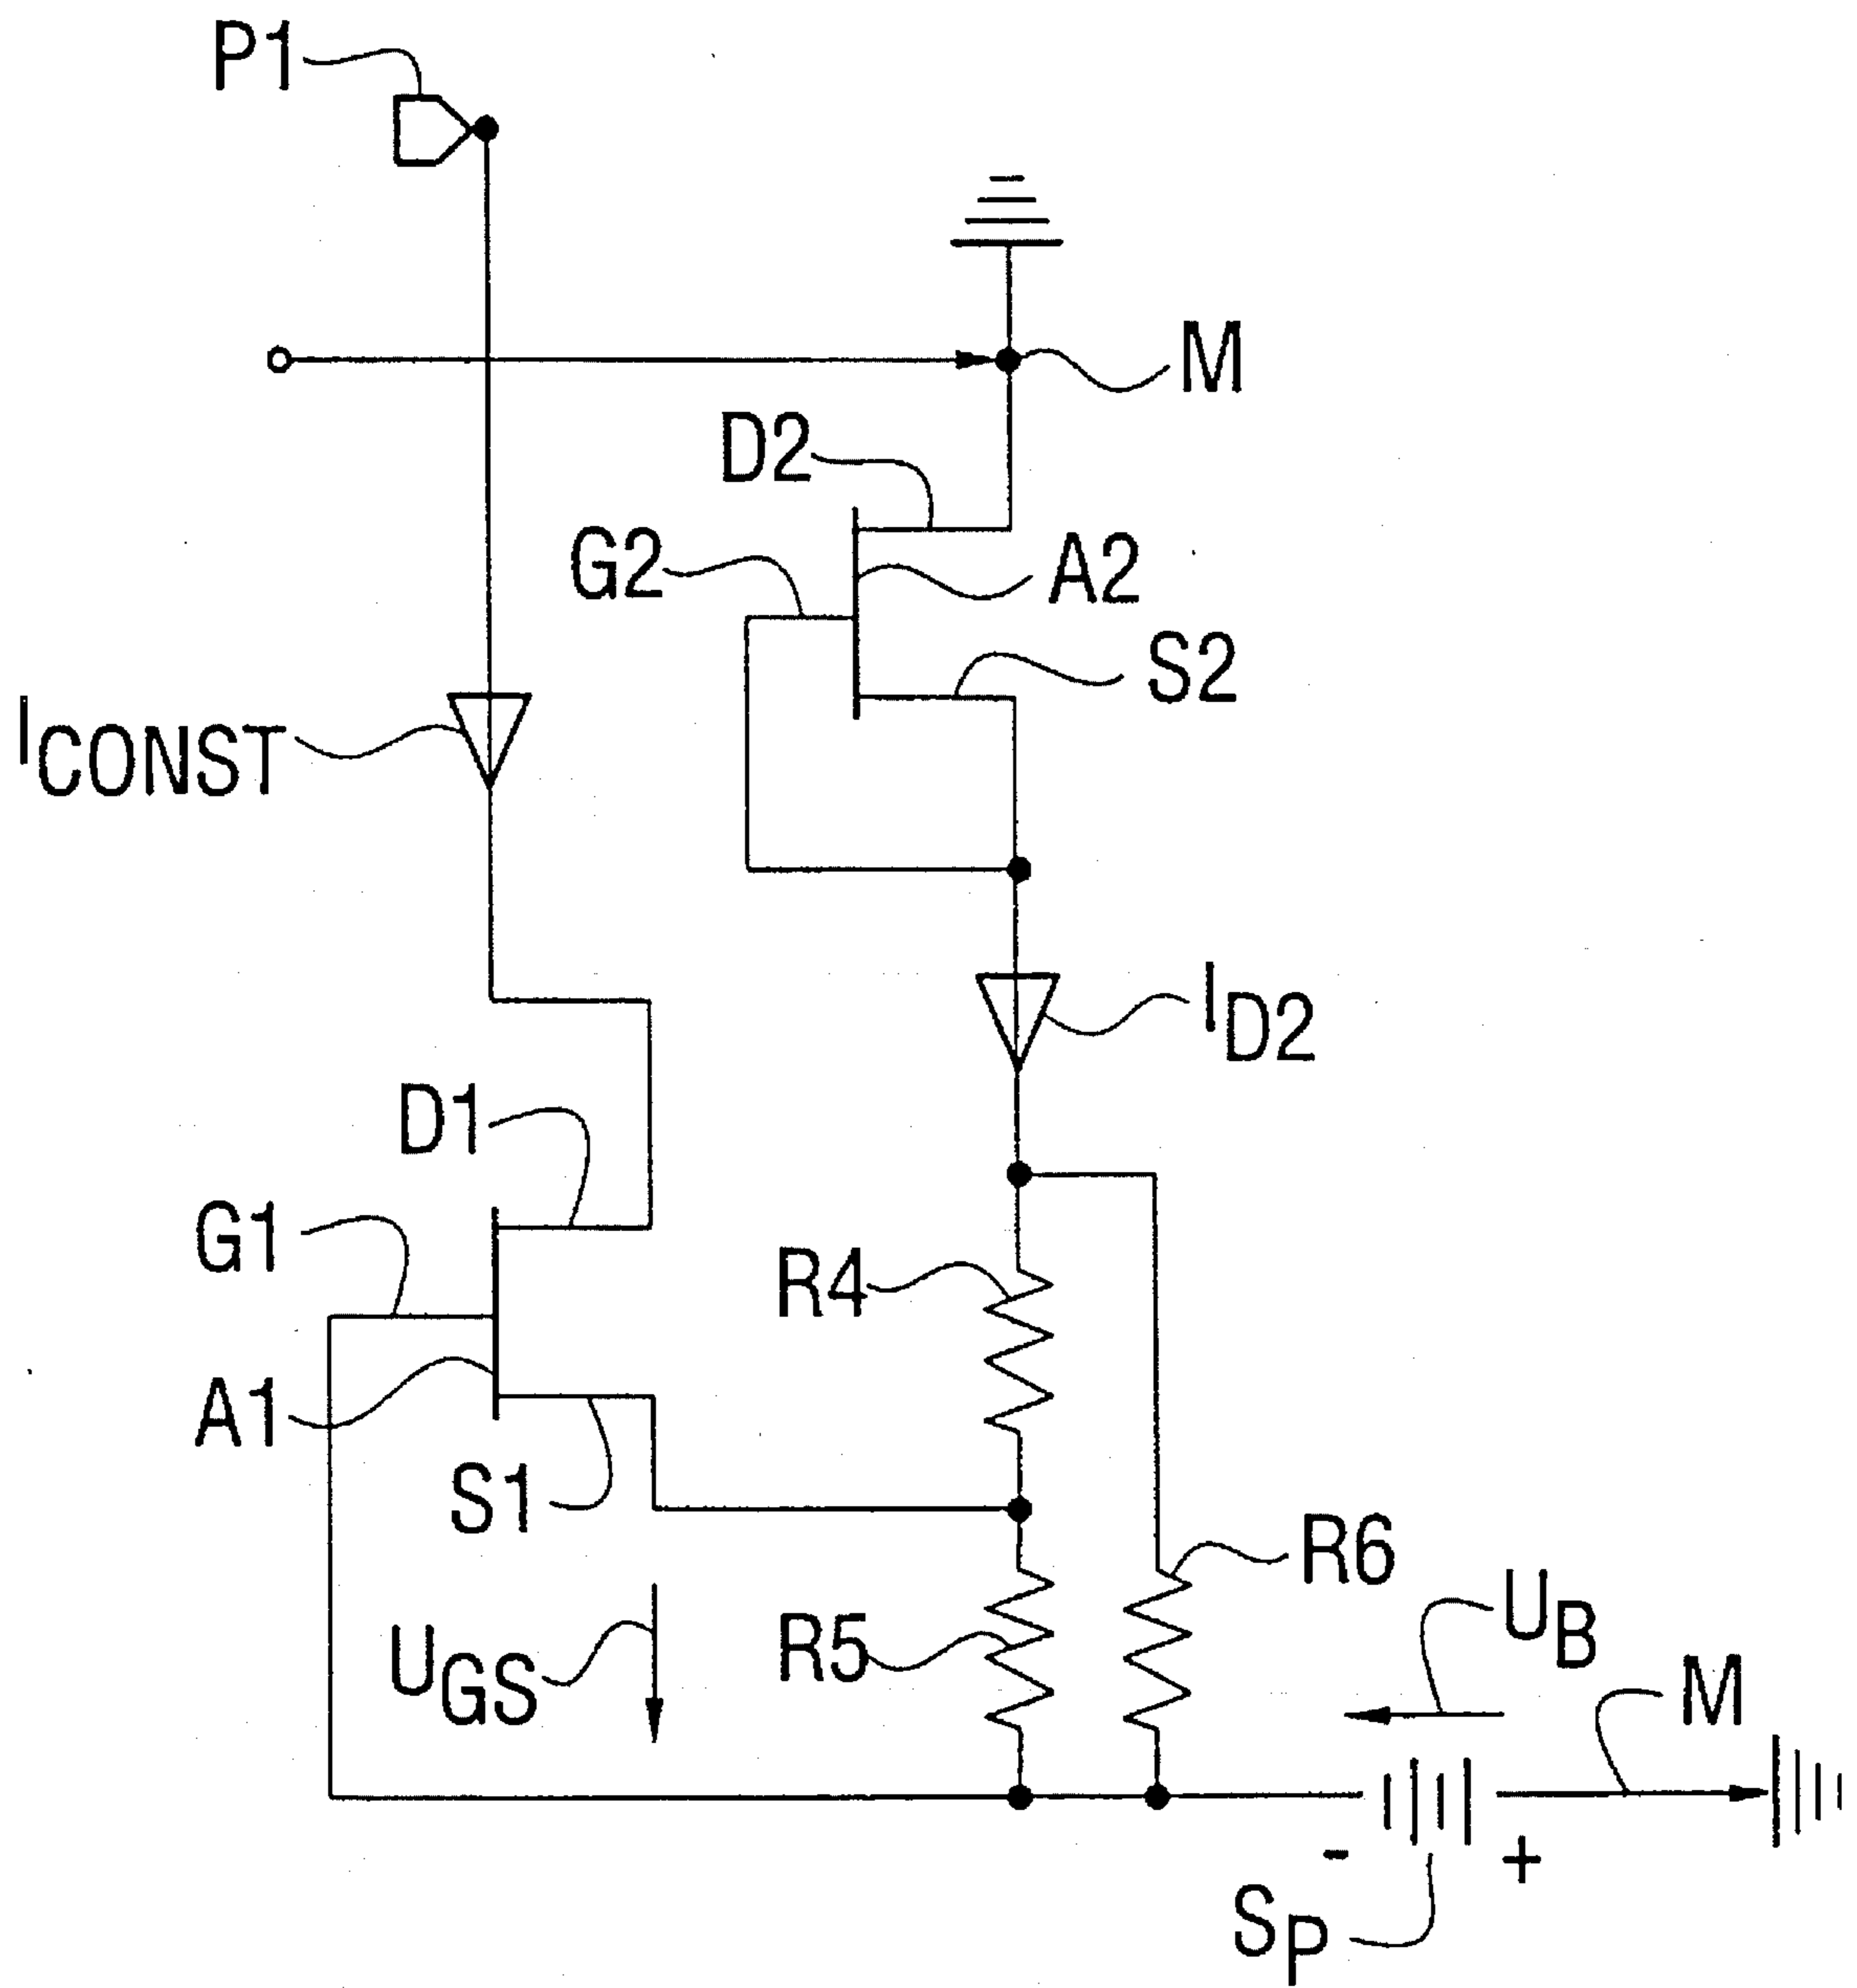 P1
M
D2
G2
A2
S2
ICONST
ID2
D1
G1
R4
A1
S1
R6
UB
R5
UGS
M
- +
SP